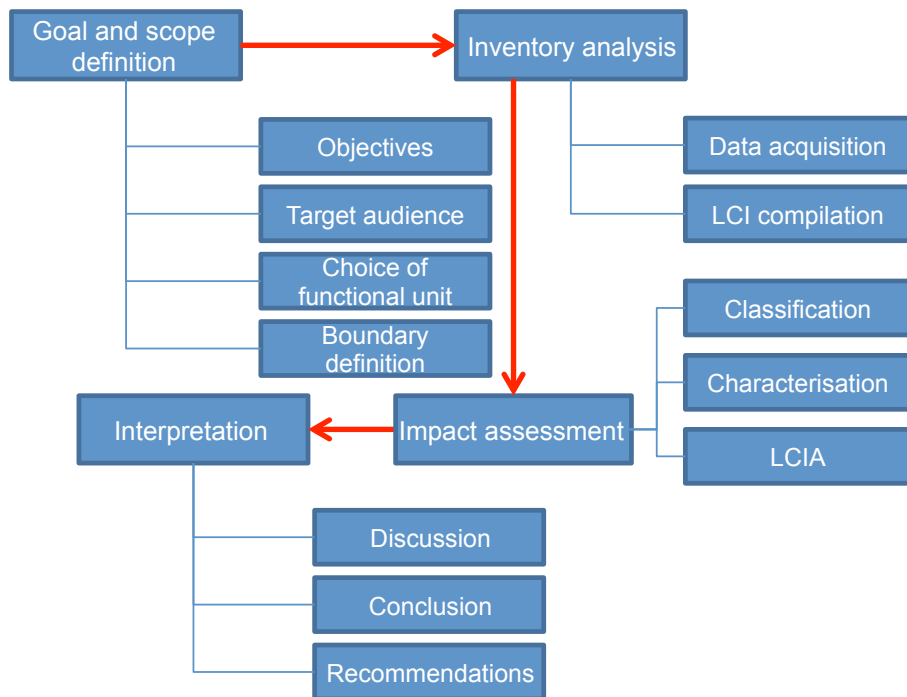 Goal and scope
definition
Inventory analysis
Objectives
Target audience
Choice of
functional unit
Boundary
definition
Data acquisition
LCI compilation
Classification
Characterisation
LCIA
Impact assessment
Interpretation
Discussion
Conclusion
Recommendations